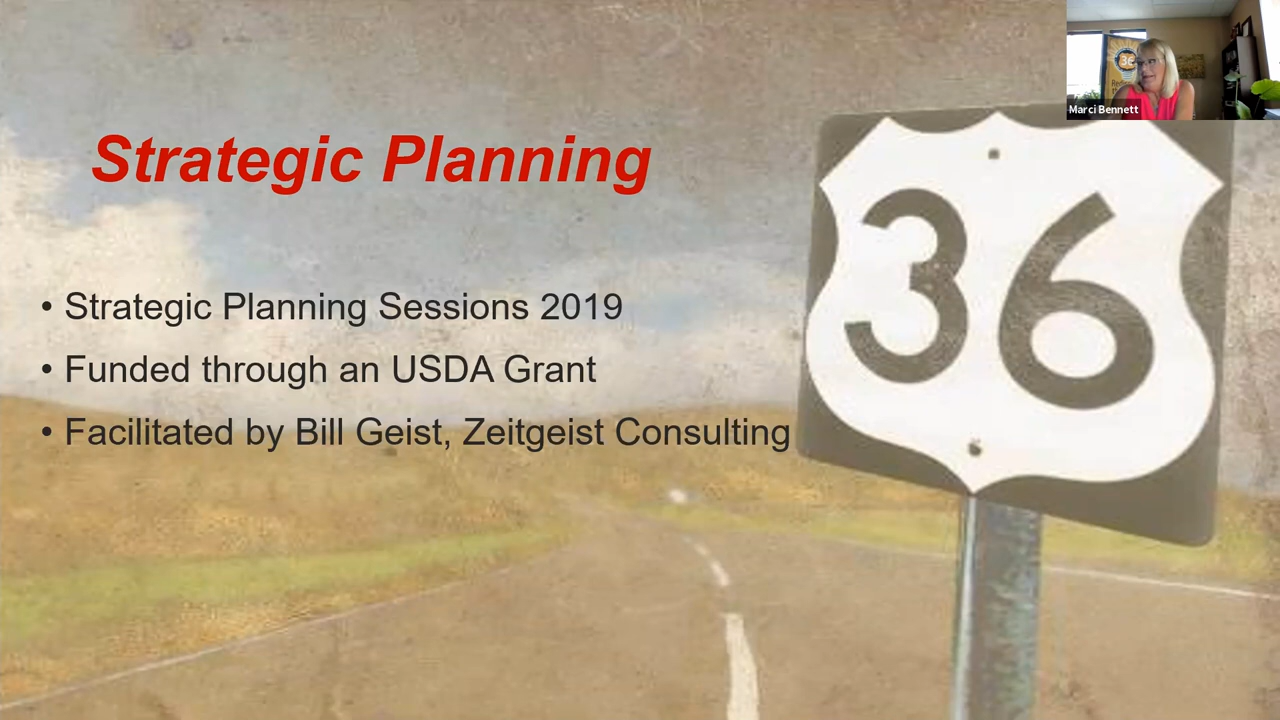 Marci Bennett
Strategic Planning
36
• Strategic Planning Sessions 2019
• Funded through an USDA Grant
• Facilitated by Bill Geist, Zeitgeist Consulting
36